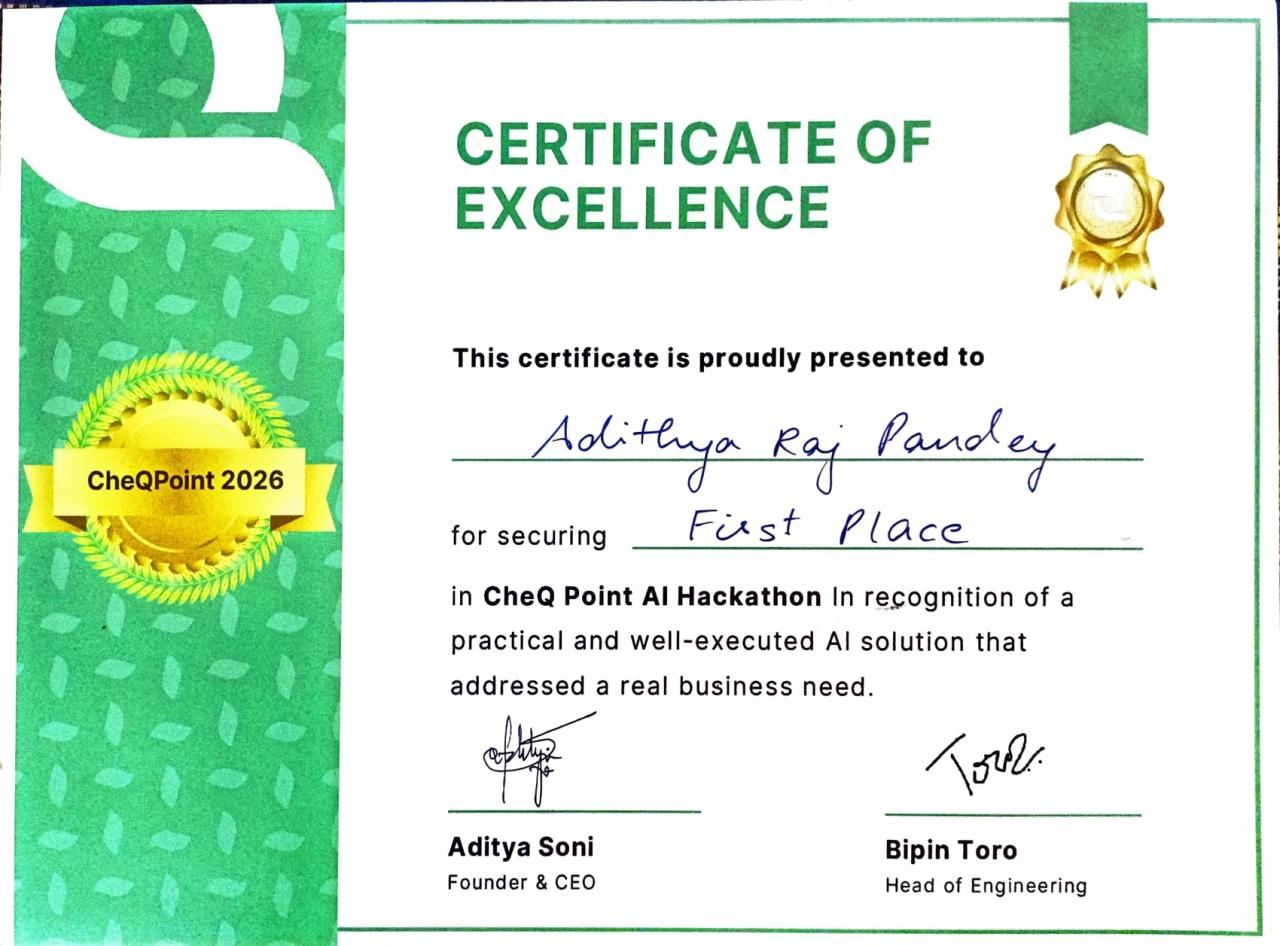 CERTIFICATE OF
EXCELLENCE
This certificate is proudly presented to
Adithya Raj Pandey
CheQPoint 2026
for securing First Place
in CheQ Point AI Hackathon In recognition of a
practical and well-executed AI solution that
addressed a real business need.
Aditya Soni
Founder & CEO
Bipin Toro
Head of Engineering